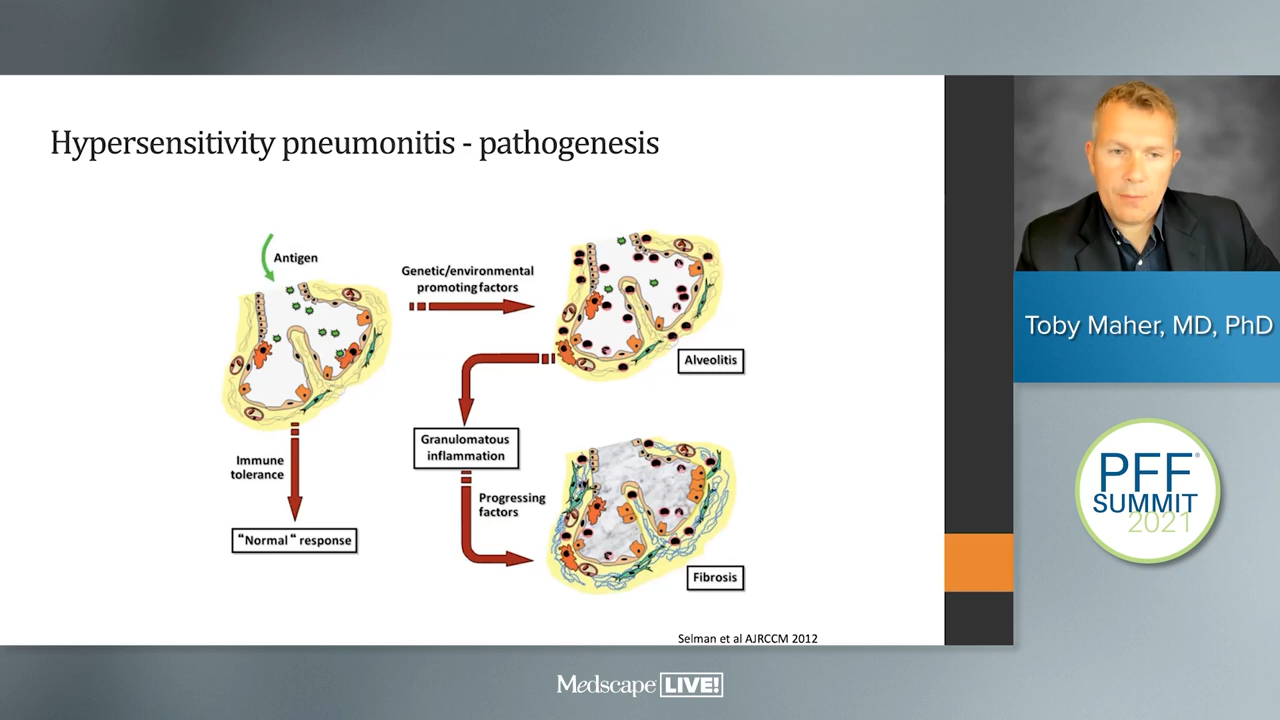 Hypersensitivity pneumonitis - pathogenesis
Antigen
Genetic/environmental
promoting factors
Alveolitis
Granulomatous
inflammation
Immune
tolerance
Progressing
factors
“Normal“ response
Fibrosis
Selman et al AJRCCM 2012
Toby Maher, MD, PhD
PFF®
SUMMIT
2021
Medscape LIVE!